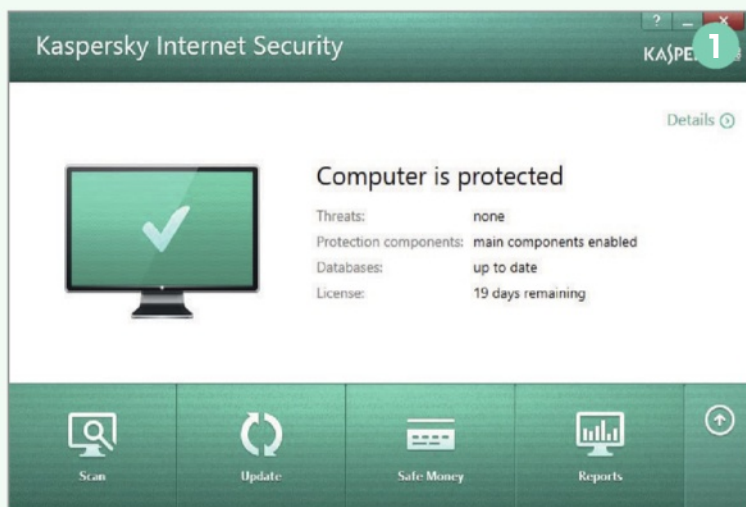 Kaspersky Internet Security
? 
1
Details
Computer is protected
Threats: none
Protection components: main components enabled
Databases: up to date
License: 19 days remaining
Scan
Update
Safe Money
Reports